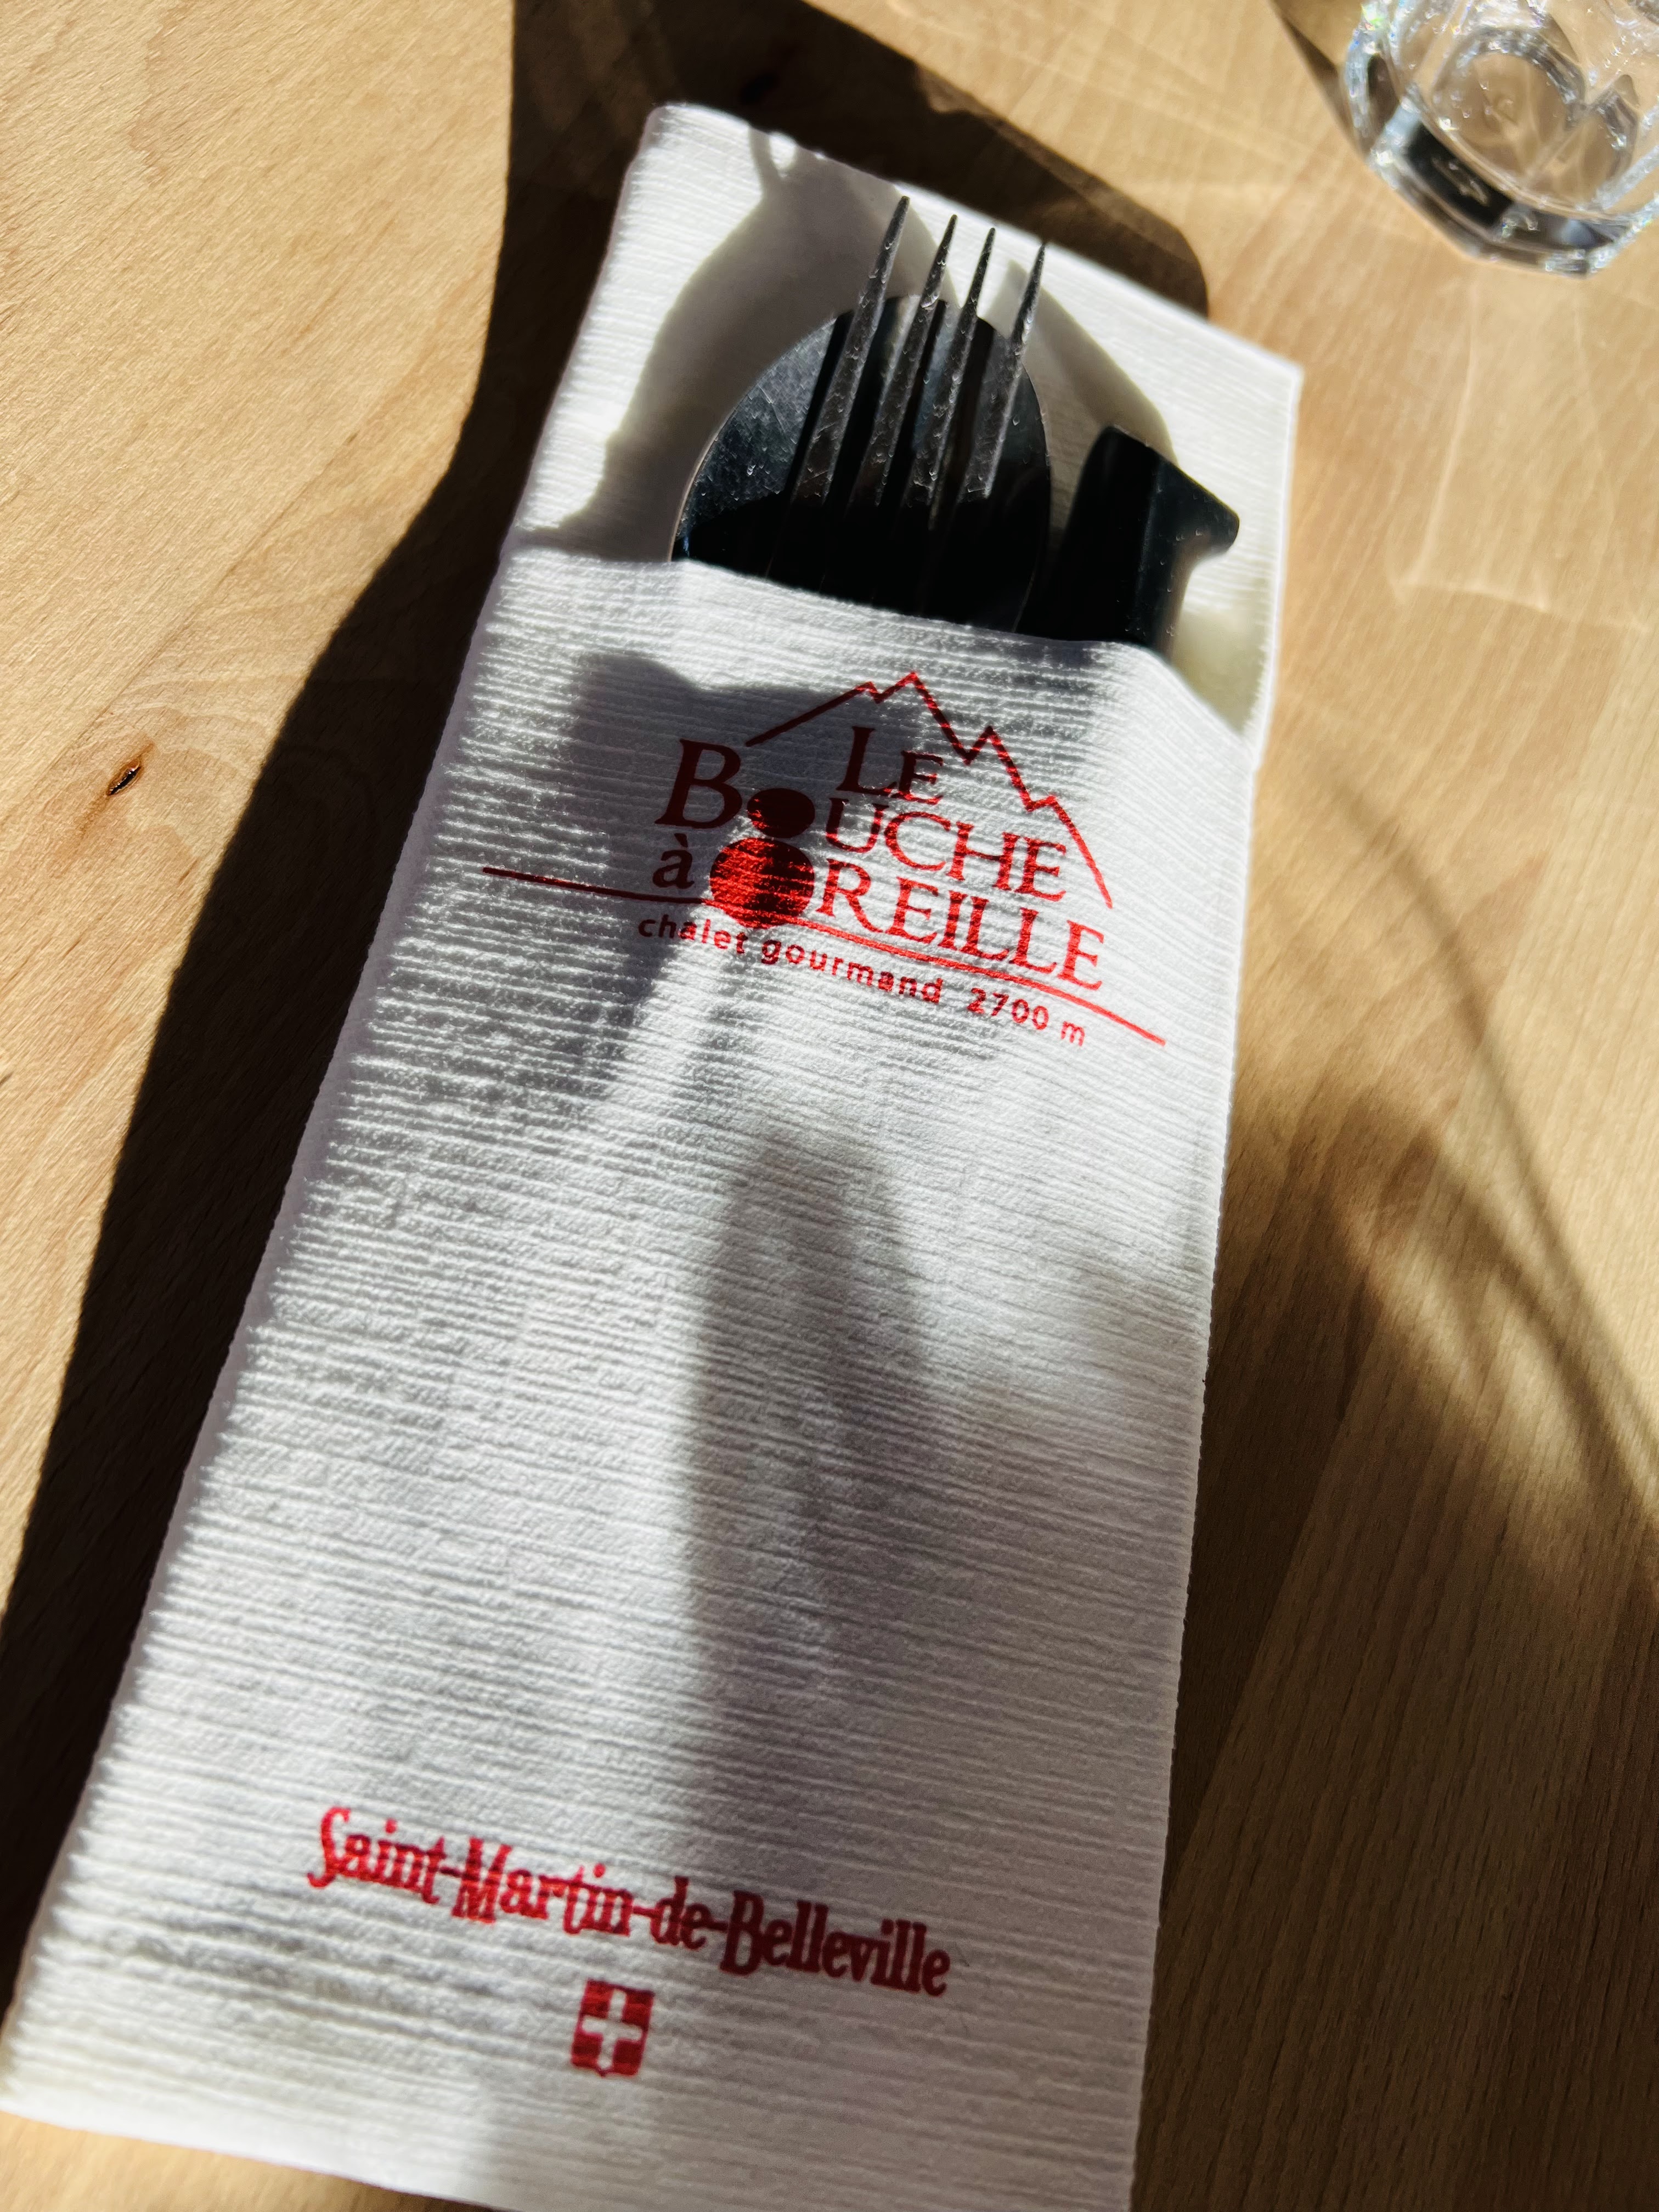 LE
BOUCHE
à OREILLE
chalet gourmand 2700 m
Saint-Martin-de-Belleville